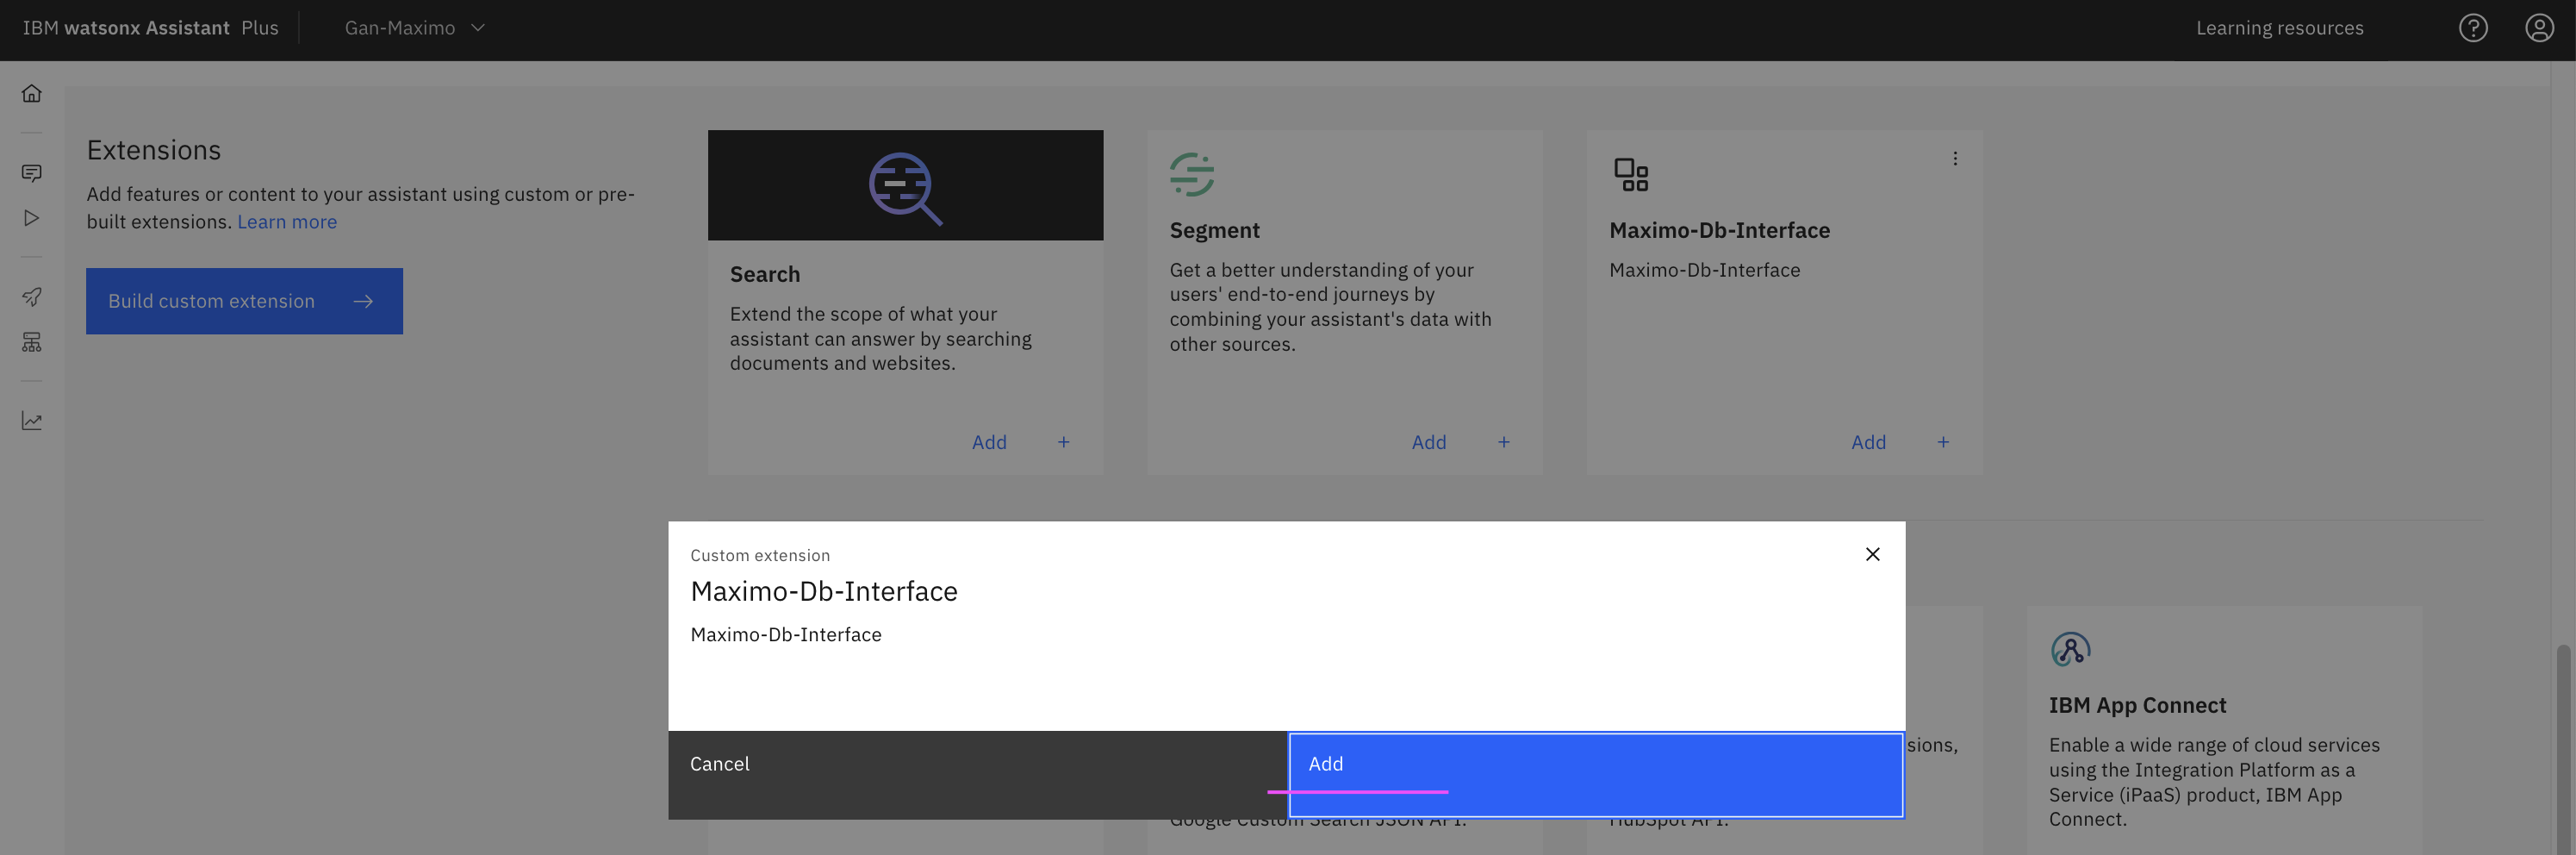 IBM watsonx Assistant Plus
Gan-Maximo
Learning resources
Extensions
Add features or content to your assistant using custom or pre-
built extensions. Learn more
Build custom extension
Search
Extend the scope of what your
assistant can answer by searching
documents and websites.
Add +
Segment
Get a better understanding of your
users' end-to-end journeys by
combining your assistant's data with
other sources.
Add +
Maximo-Db-Interface
Maximo-Db-Interface
Add +
Custom extension
Maximo-Db-Interface
Maximo-Db-Interface
Cancel
Add
sions,
Google Custom Search JSON API.
HubSpot API.
IBM App Connect
Enable a wide range of cloud services
using the Integration Platform as a
Service (iPaaS) product, IBM App
Connect.